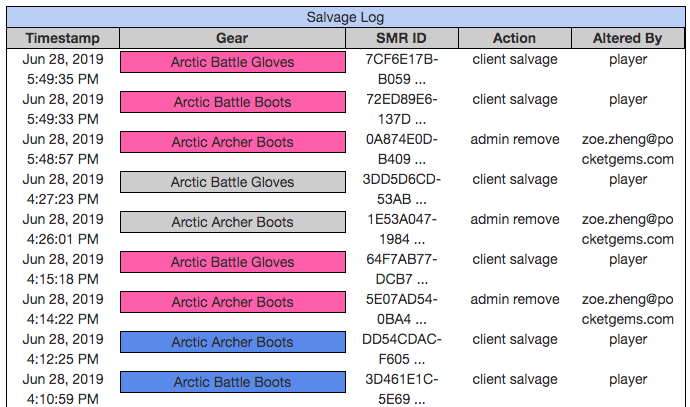 Salvage Log
Timestamp Gear SMR ID Action Altered By
Jun 28, 2019 Arctic Battle Gloves 7CF6E17B- client salvage player
5:49:35 PM B059 ...
Jun 28, 2019 Arctic Battle Boots 72ED89E6- client salvage player
5:49:33 PM 137D ...
Jun 28, 2019 Arctic Archer Boots 0A874E0D- admin remove zoe.zheng@po
5:48:57 PM B409 ... cketgems.com
Jun 28, 2019 Arctic Battle Gloves 3DD5D6CD- client salvage player
4:27:23 PM 53AB ...
Jun 28, 2019 Arctic Archer Boots 1E53A047- admin remove zoe.zheng@po
4:26:01 PM 1984 ... cketgems.com
Jun 28, 2019 Arctic Battle Gloves 64F7AB77- client salvage player
4:15:18 PM DCB7 ...
Jun 28, 2019 Arctic Archer Boots 5E07AD54- admin remove zoe.zheng@po
4:14:22 PM 0BA4 ... cketgems.com
Jun 28, 2019 Arctic Archer Boots DD54CDAC- client salvage player
4:12:25 PM F605 ...
Jun 28, 2019 Arctic Battle Boots 3D461E1C- client salvage player
4:10:59 PM 5E69 ...